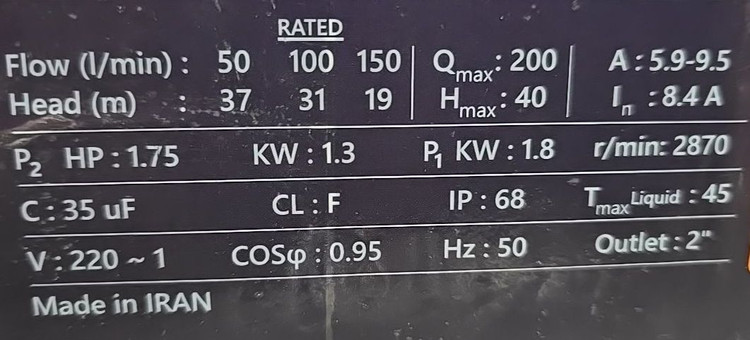 RATED
Flow (l/min) : 50 100 150 Qmax: 200 A : 5.9-9.5
Head (m) : 37 31 19 Hmax: 40 In : 8.4 A
P2 HP : 1.75 KW : 1.3 P1 KW : 1.8 r/min: 2870
C : 35 uF CL : F IP : 68 Tmax Liquid : 45
V : 220 ~ 1 COSφ : 0.95 Hz : 50 Outlet : 2"
Made in IRAN